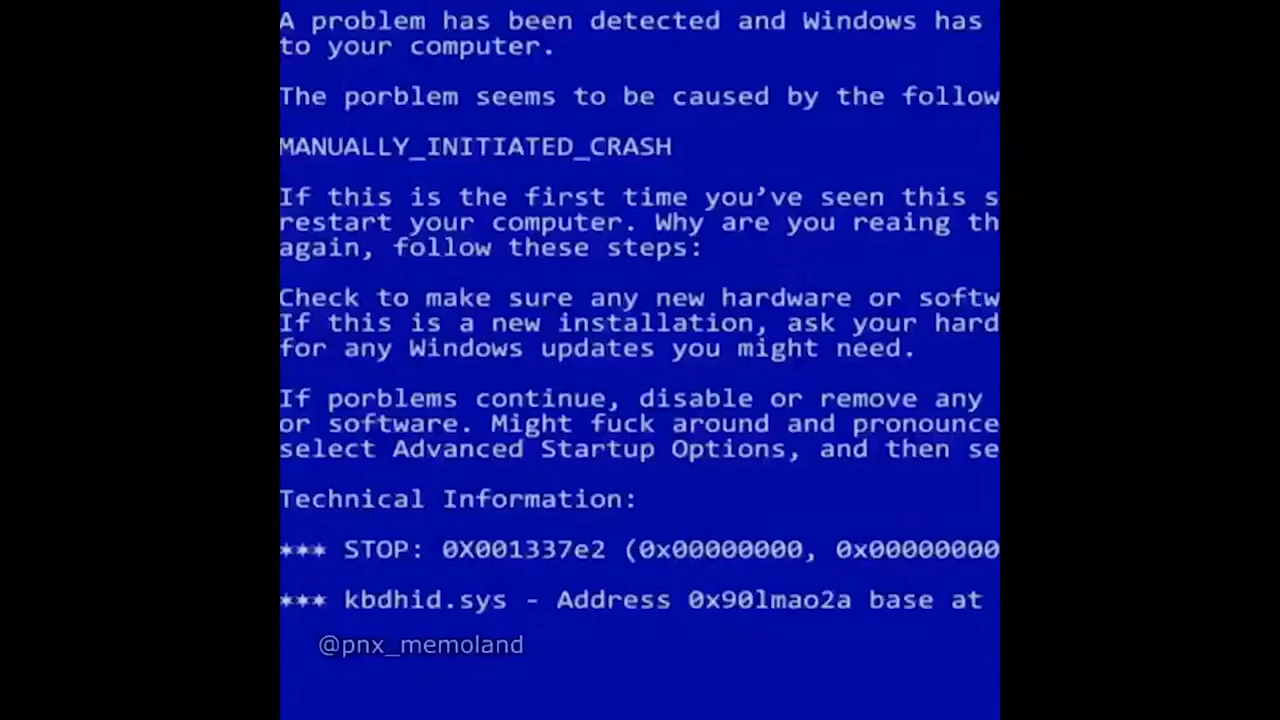 A problem has been detected and Windows has
to your computer.
The porblem seems to be caused by the follow
MANUALLY_INITIATED_CRASH
If this is the first time you’ve seen this s
restart your computer. Why are you reaing th
again, follow these steps:
Check to make sure any new hardware or softw
If this is a new installation, ask your hard
for any Windows updates you might need.
If porblems continue, disable or remove any
or software. Might fuck around and pronounce
select Advanced Startup Options, and then se
Technical Information:
*** STOP: 0X001337e2 (0x00000000, 0x00000000
*** kbdhid.sys - Address 0x90lmao2a base at
@pnx_memoland